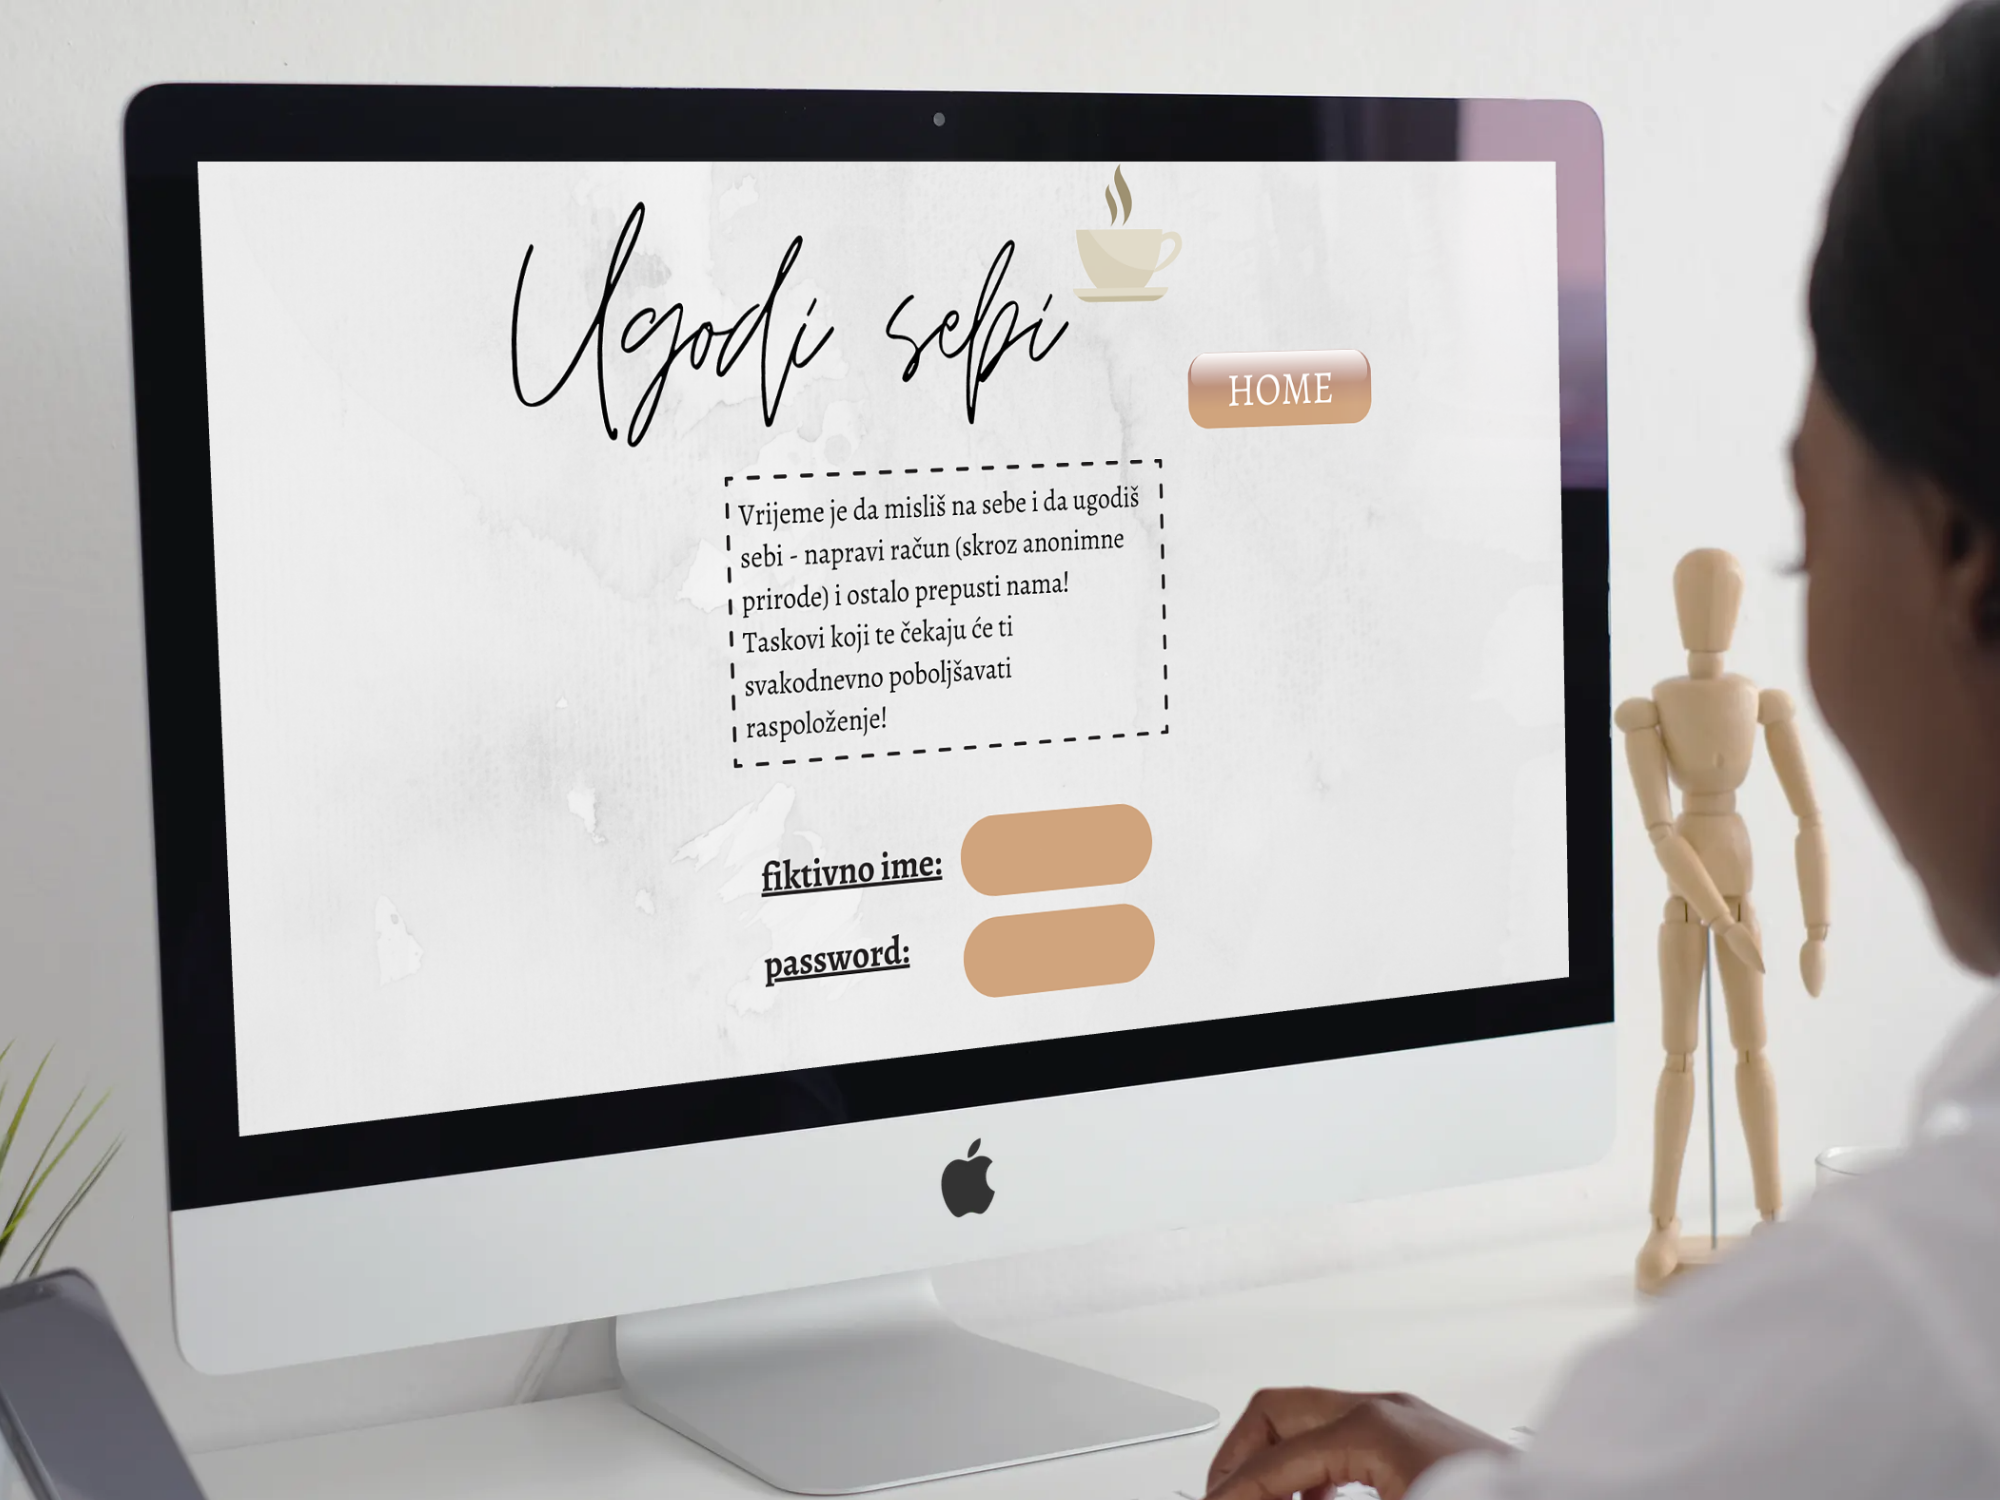 Ugodi sebi
HOME
Vrijeme je da misliš na sebe i da ugodiš
sebi - napravi račun (skroz anonimne
prirode) i ostalo prepusti nama!
Taskovi koji te čekaju će ti
svakodnevno poboljšavati
raspoloženje!
fiktivno ime:
password: